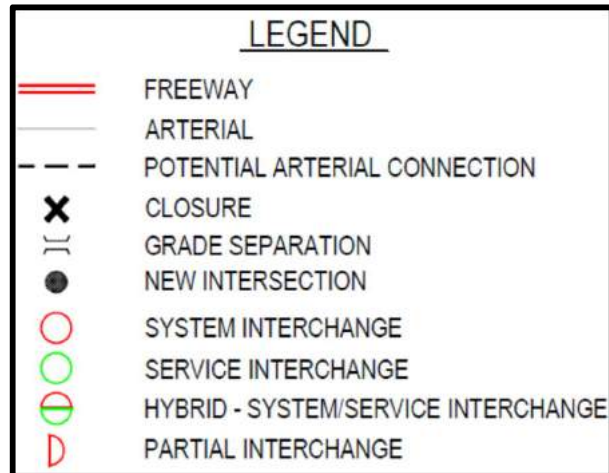 LEGEND
FREEWAY
ARTERIAL
POTENTIAL ARTERIAL CONNECTION
CLOSURE
GRADE SEPARATION
NEW INTERSECTION
SYSTEM INTERCHANGE
SERVICE INTERCHANGE
HYBRID - SYSTEM/SERVICE INTERCHANGE
PARTIAL INTERCHANGE